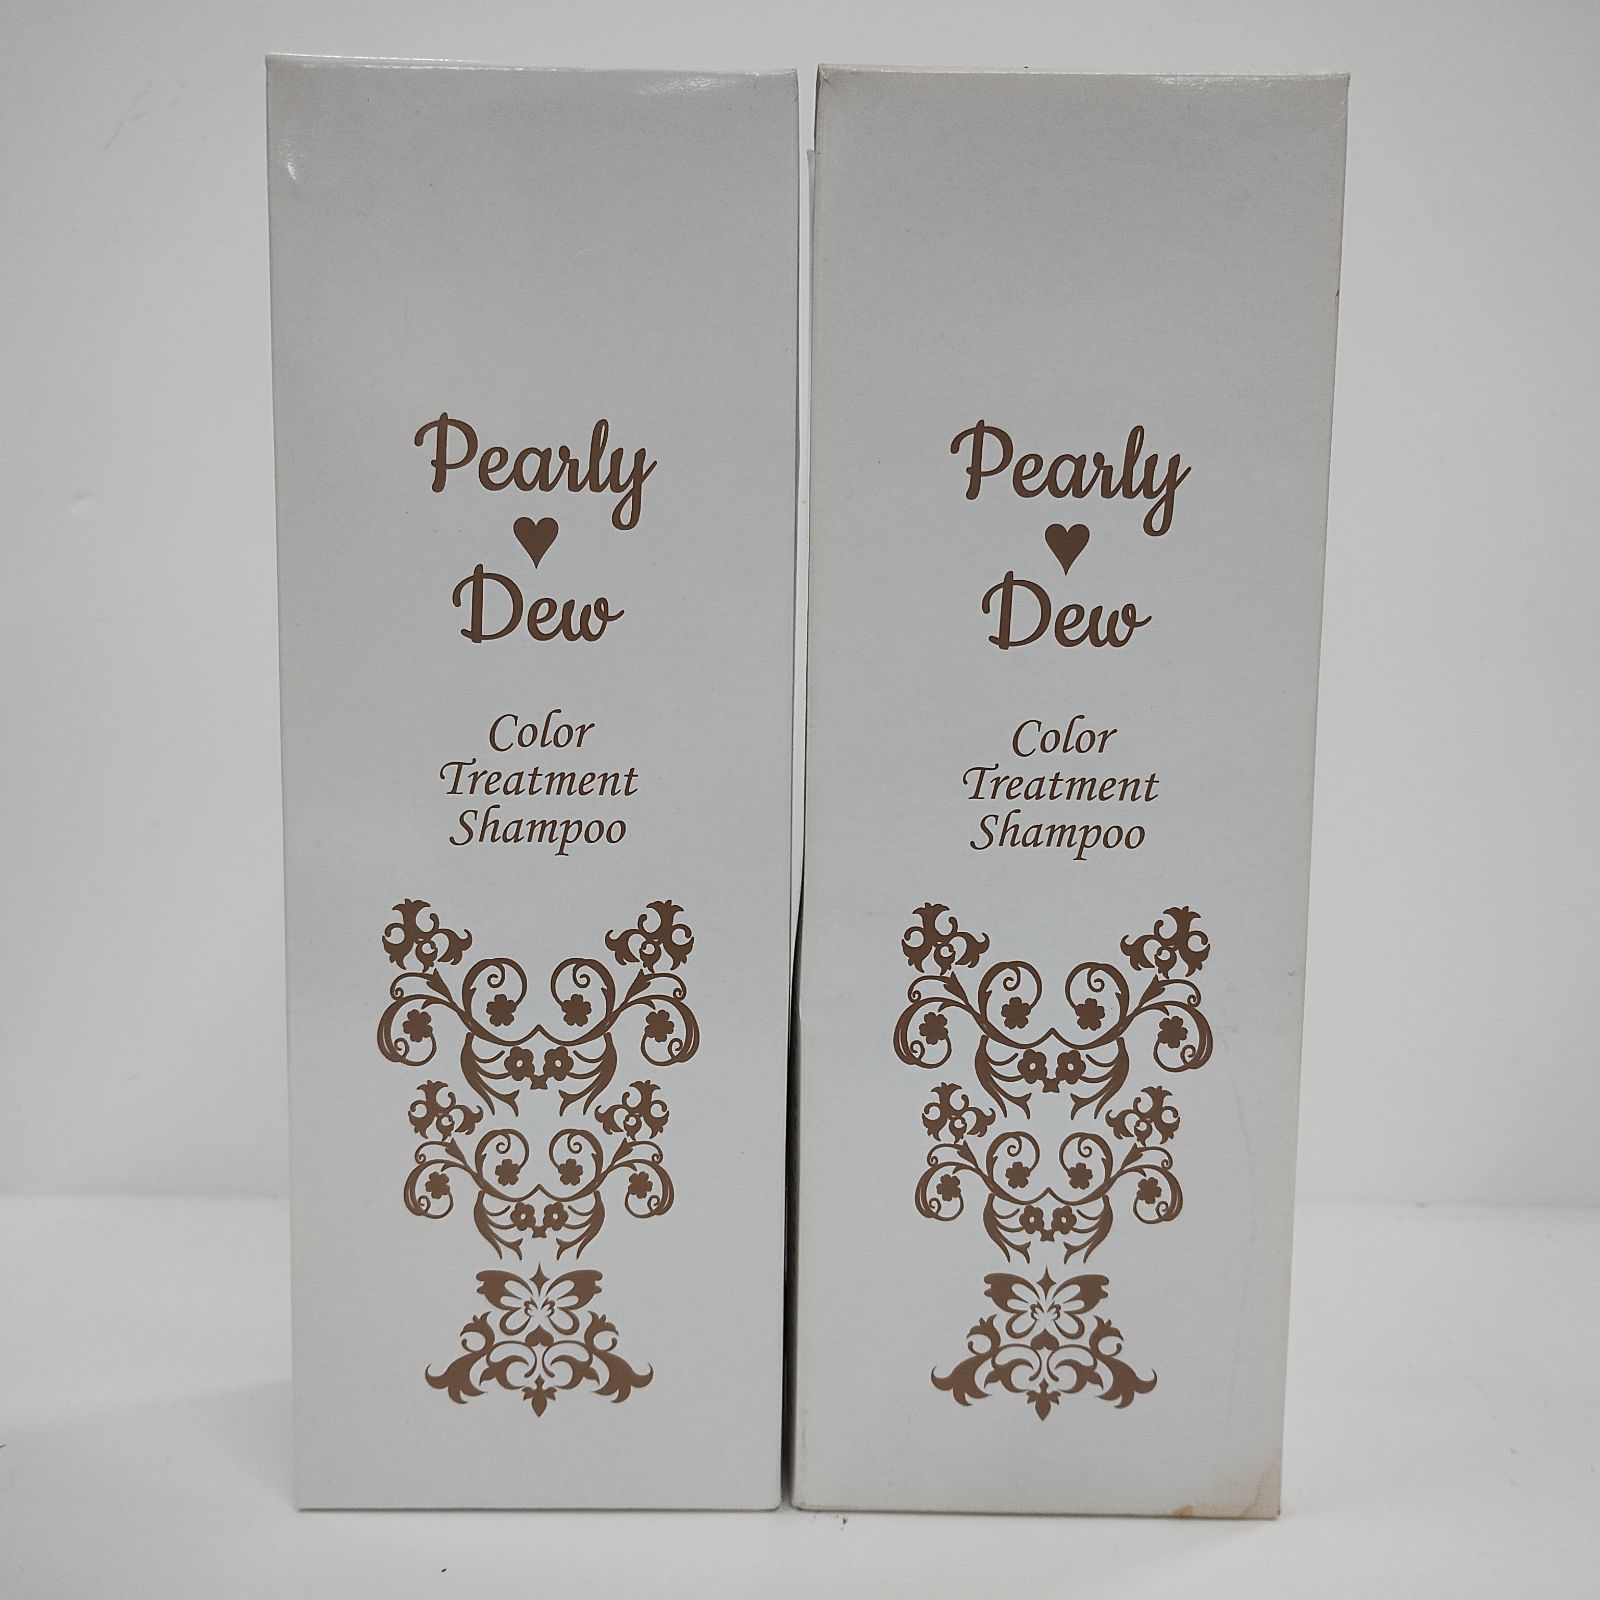 Pearly
Dew
Color
Treatment
Shampoo
Pearly
Dew
Color
Treatment
Shampoo